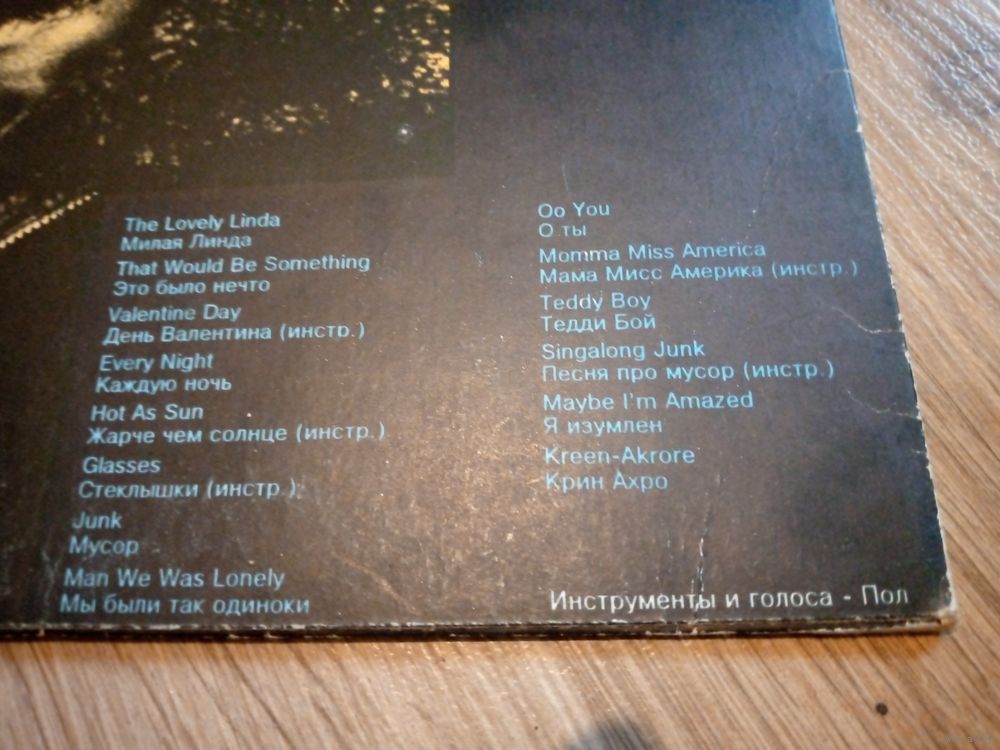 The Lovely Linda
Милая Линда
That Would Be Something
Это было нечто
Valentine Day
День Валентина (инстр.)
Every Night
Каждую ночь
Hot As Sun
Жарче чем солнце (инстр.)
Glasses
Стеклышки (инстр.)
Junk
Мусор
Man We Was Lonely
Мы были так одиноки
Oo You
О ты
Momma Miss America
Мама Мисс Америка (инстр.)
Teddy Boy
Тедди Бой
Singalong Junk
Песня про мусор (инстр.)
Maybe I'm Amazed
Я изумлен
Kreen-Akrore
Крин Ахро
Инструменты и голоса - Пол